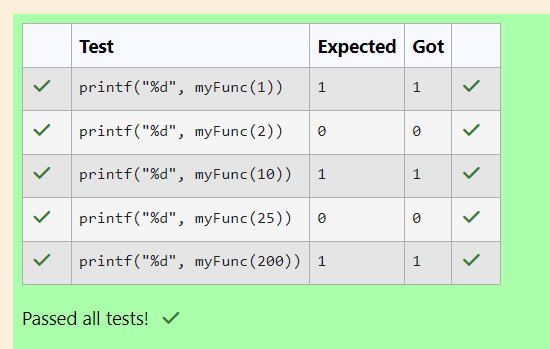 Test Expected Got
printf("%d", myFunc(1)) 1 1
printf("%d", myFunc(2)) 0 0
printf("%d", myFunc(10)) 1 1
printf("%d", myFunc(25)) 0 0
printf("%d", myFunc(200)) 1 1
Passed all tests!